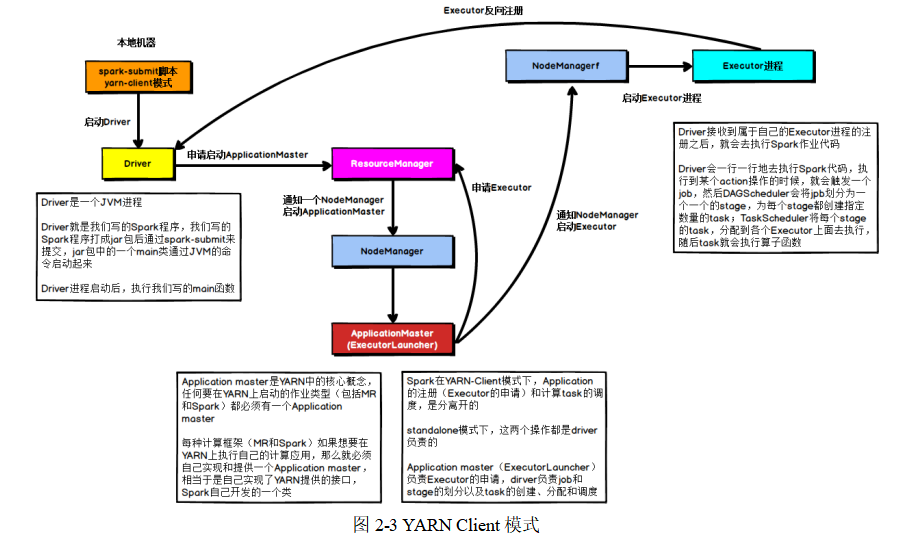 Executor反向注册
本地机器
spark-submit脚本
yarn-client模式
NodeManagerf
Executor进程
启动Executor进程
启动Driver
Driver
申请启动ApplicationMaster
ResourceManager
通知一个NodeManager
启动ApplicationMaster
申请Executor
通知NodeManager
启动Executor
NodeManager
ApplicationMaster
(ExecutorLauncher)
Driver是一个JVM进程
Driver就是我们写的Spark程序，我们写的
Spark程序打成jar包后通过spark-submit来
提交，jar包中的一个main类通过JVM的命
令启动起来
Driver进程启动后，执行我们写的main函数
Driver接收到属于自己的Executor进程的注
册之后，就会去执行Spark作业代码
Driver会一行一行地去执行Spark代码，执
行到某个action操作的时候，就会触发一个
job，然后DAGScheduler会将job划分为一
个一个的stage，为每个stage都创建指定
数量的task；TaskScheduler将每个stage
的task，分配到各个Executor上面去执行，
随后task就会执行算子函数
Application master是YARN中的核心概念，
任何要在YARN上启动的作业类型（包括MR
和Spark）都必须有一个Application
master
每种计算框架（MR和Spark）如果想要在
YARN上执行自己的计算应用，那么就必须
自己实现和提供一个Application master，
相当于是自己实现了YARN提供的接口，
Spark自己开发的一个类
Spark在YARN-Client模式下，Application
的注册（Executor的申请）和计算task的调
度，是分离开的
standalone模式下，这两个操作都是driver
负责的
Application master（ExecutorLauncher）
负责Executor的申请，dirver负责job和
stage的划分以及task的创建、分配和调度
图 2-3 YARN Client 模式